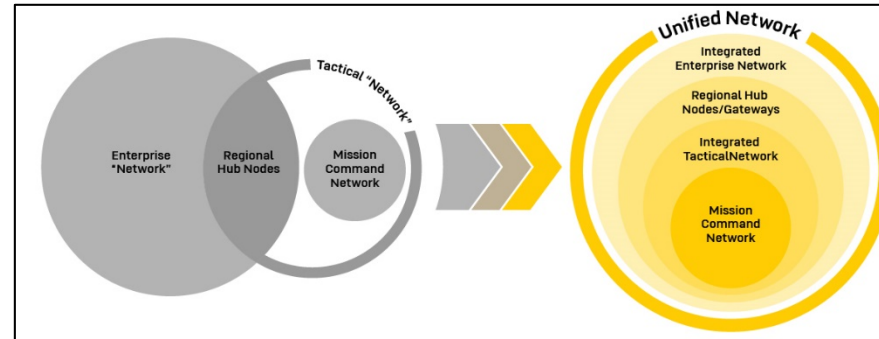 Enterprise
“Network”
Regional
Hub Nodes
Tactical “Network”
Mission
Command
Network
Unified Network
Integrated
Enterprise Network
Regional Hub
Nodes/Gateways
Integrated
TacticalNetwork
Mission
Command
Network